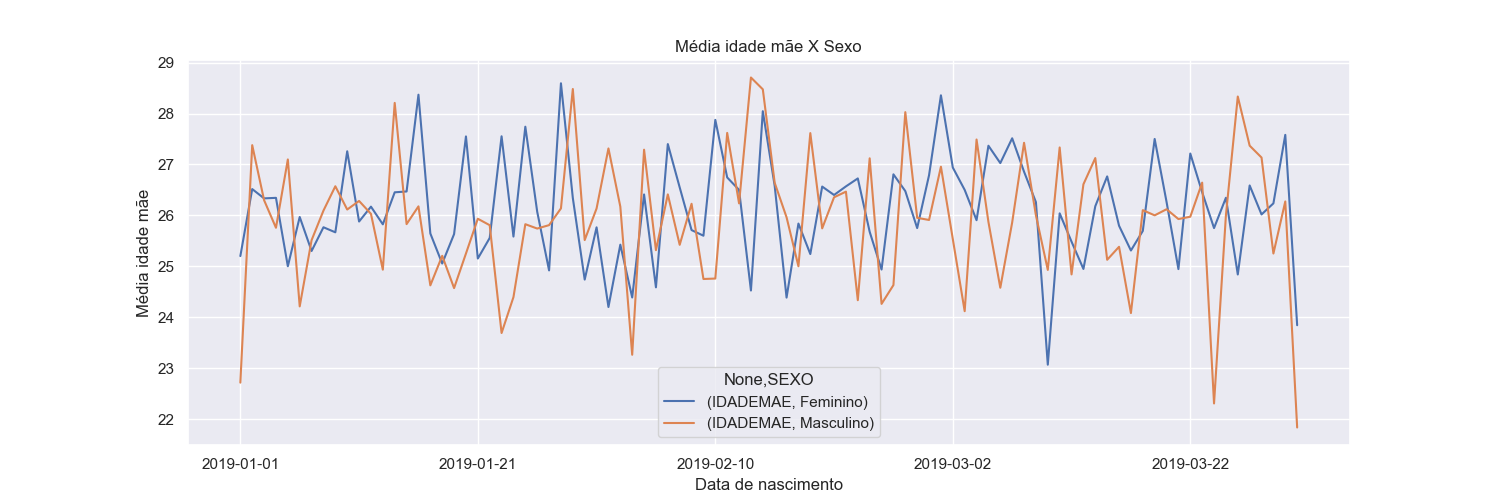 Média idade mãe X Sexo
29
28
27
26
25
24
23
22
Média idade mãe
None,SEXO
(IDADEMAE, Feminino)
(IDADEMAE, Masculino)
2019-01-01
2019-01-21
2019-02-10
2019-03-02
2019-03-22
Data de nascimento